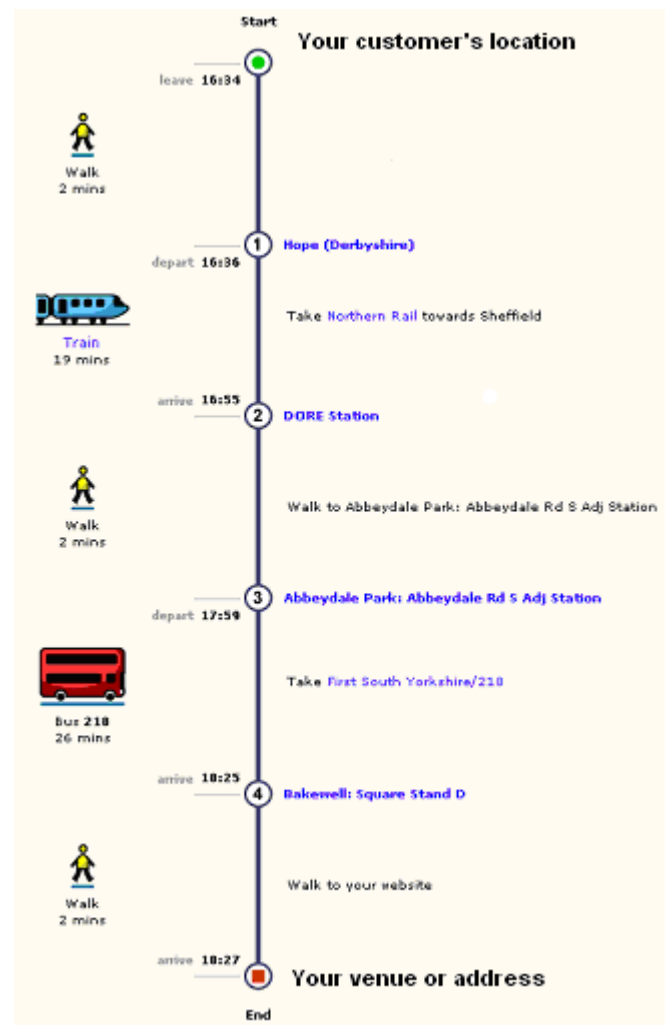 Start
Your customer's location
leave 16:34
Walk
2 mins
1 Hope (Derbyshire)
depart 16:36
Take Northern Rail towards Sheffield
Train
19 mins
arrive 16:55
2 DORE Station
Walk
2 mins
Walk to Abbeydale Park: Abbeydale Rd S Adj Station
3 Abbeydale Park: Abbeydale Rd S Adj Station
depart 17:59
Take First South Yorkshire/218
Bus 218
26 mins
arrive 18:25
4 Bakewell: Square Stand D
Walk
2 mins
Walk to your website
arrive 18:27
Your venue or address
End